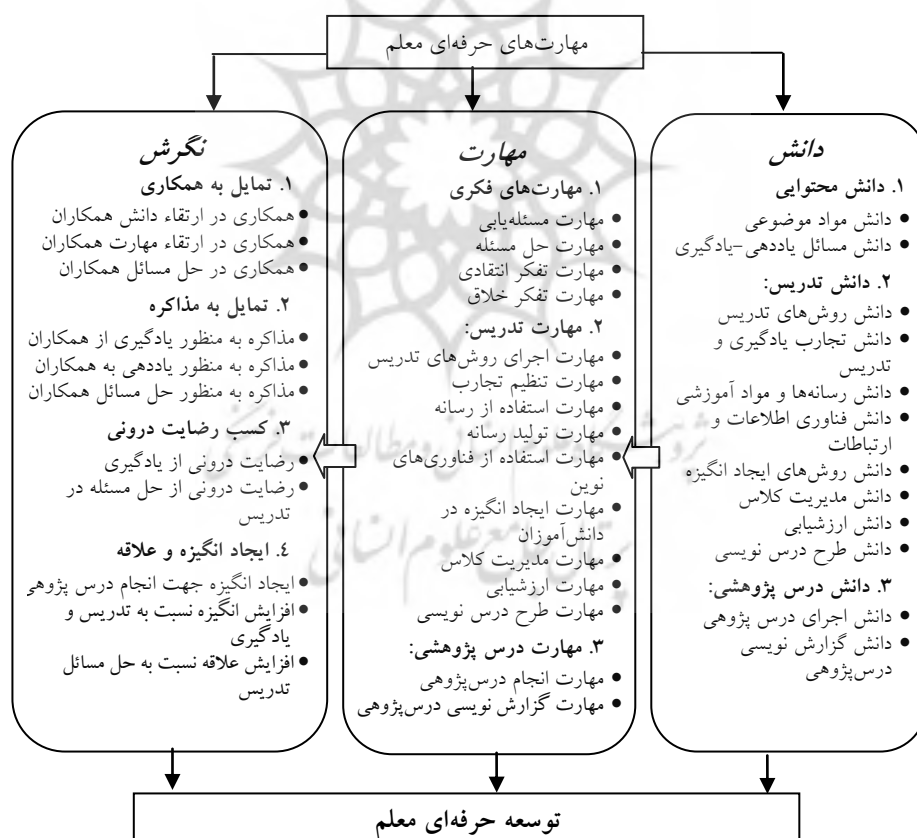 مهارت‌های حرفه‌ای معلم
دانش
۱. دانش محتوایی
• دانش مواد موضوعی
• دانش مسائل یاددهی-یادگیری
۲. دانش تدریس:
• دانش روش‌های تدریس
• دانش تجارب یادگیری و
تدریس
• دانش رسانه‌ها و مواد آموزشی
• دانش فناوری اطلاعات و
ارتباطات
• دانش روش‌های ایجاد انگیزه
• دانش مدیریت کلاس
• دانش ارزشیابی
• دانش طرح درس نویسی
۳. دانش درس پژوهشی:
• دانش اجرای درس پژوهی
• دانش گزارش نویسی
درس‌پژوهی
مهارت
۱. مهارت‌های فکری
• مهارت مسئله‌یابی
• مهارت حل مسئله
• مهارت تفکر انتقادی
• مهارت تفکر خلاق
۲. مهارت تدریس:
• مهارت اجرای روش‌های تدریس
• مهارت تنظیم تجارب
• مهارت استفاده از رسانه
• مهارت تولید رسانه
• مهارت استفاده از فناوری‌های
نوین
• مهارت ایجاد انگیزه در
دانش‌آموزان
• مهارت مدیریت کلاس
• مهارت ارزشیابی
• مهارت طرح درس نویسی
۳. مهارت درس پژوهشی:
• مهارت انجام درس‌پژوهی
• مهارت گزارش نویسی درس‌پژوهی
نگرش
۱. تمایل به همکاری
• همکاری در ارتقاء دانش همکاران
• همکاری در ارتقاء مهارت همکاران
• همکاری در حل مسائل همکاران
۲. تمایل به مذاکره
• مذاکره به منظور یادگیری از همکاران
• مذاکره به منظور یاددهی به همکاران
• مذاکره به منظور حل مسائل همکاران
۳. کسب رضایت درونی
• رضایت درونی از یادگیری
• رضایت درونی از حل مسئله در
تدریس
٤. ایجاد انگیزه و علاقه
• ایجاد انگیزه جهت انجام درس پژوهی
• افزایش انگیزه نسبت به تدریس و
یادگیری
• افزایش علاقه نسبت به حل مسائل
تدریس
توسعه حرفه‌ای معلم